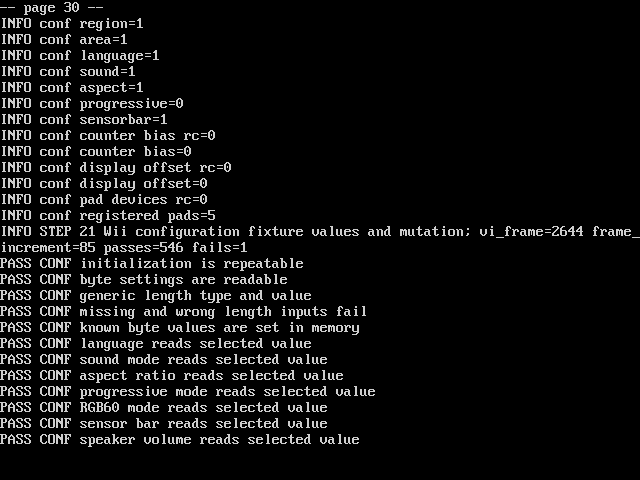 -- page 30 --
INFO conf region=1
INFO conf area=1
INFO conf language=1
INFO conf sound=1
INFO conf aspect=1
INFO conf progressive=0
INFO conf sensorbar=1
INFO conf counter bias rc=0
INFO conf counter bias=0
INFO conf display offset rc=0
INFO conf display offset=0
INFO conf pad devices rc=0
INFO conf registered pads=5
INFO STEP 21 Wii configuration fixture values and mutation; vi_frame=2644 frame_
increment=85 passes=546 fails=1
PASS CONF initialization is repeatable
PASS CONF byte settings are readable
PASS CONF generic length type and value
PASS CONF missing and wrong length inputs fail
PASS CONF known byte values are set in memory
PASS CONF language reads selected value
PASS CONF sound mode reads selected value
PASS CONF aspect ratio reads selected value
PASS CONF progressive mode reads selected value
PASS CONF RGB60 mode reads selected value
PASS CONF sensor bar reads selected value
PASS CONF speaker volume reads selected value